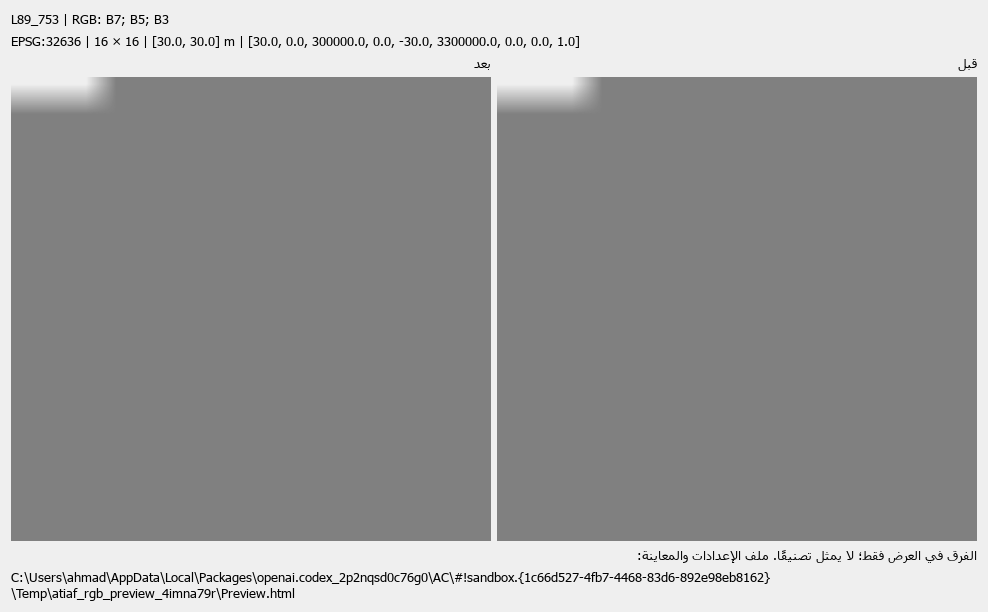 L89_753 | RGB: B7; B5; B3
EPSG:32636 | 16 × 16 | [30.0, 30.0] m | [30.0, 0.0, 300000.0, 0.0, -30.0, 3300000.0, 0.0, 0.0, 1.0]
قبل
بعد
الفرق في العرض فقط؛ لا يمثل تصنيفًا. ملف الإعدادات والمعاينة:
C:\Users\ahmad\AppData\Local\Packages\openai.codex_2p2nqsd0c76g0\AC\#!sandbox.{1c66d527-4fb7-4468-83d6-892e98eb8162}
\Temp\atiaf_rgb_preview_4imna79r\Preview.html